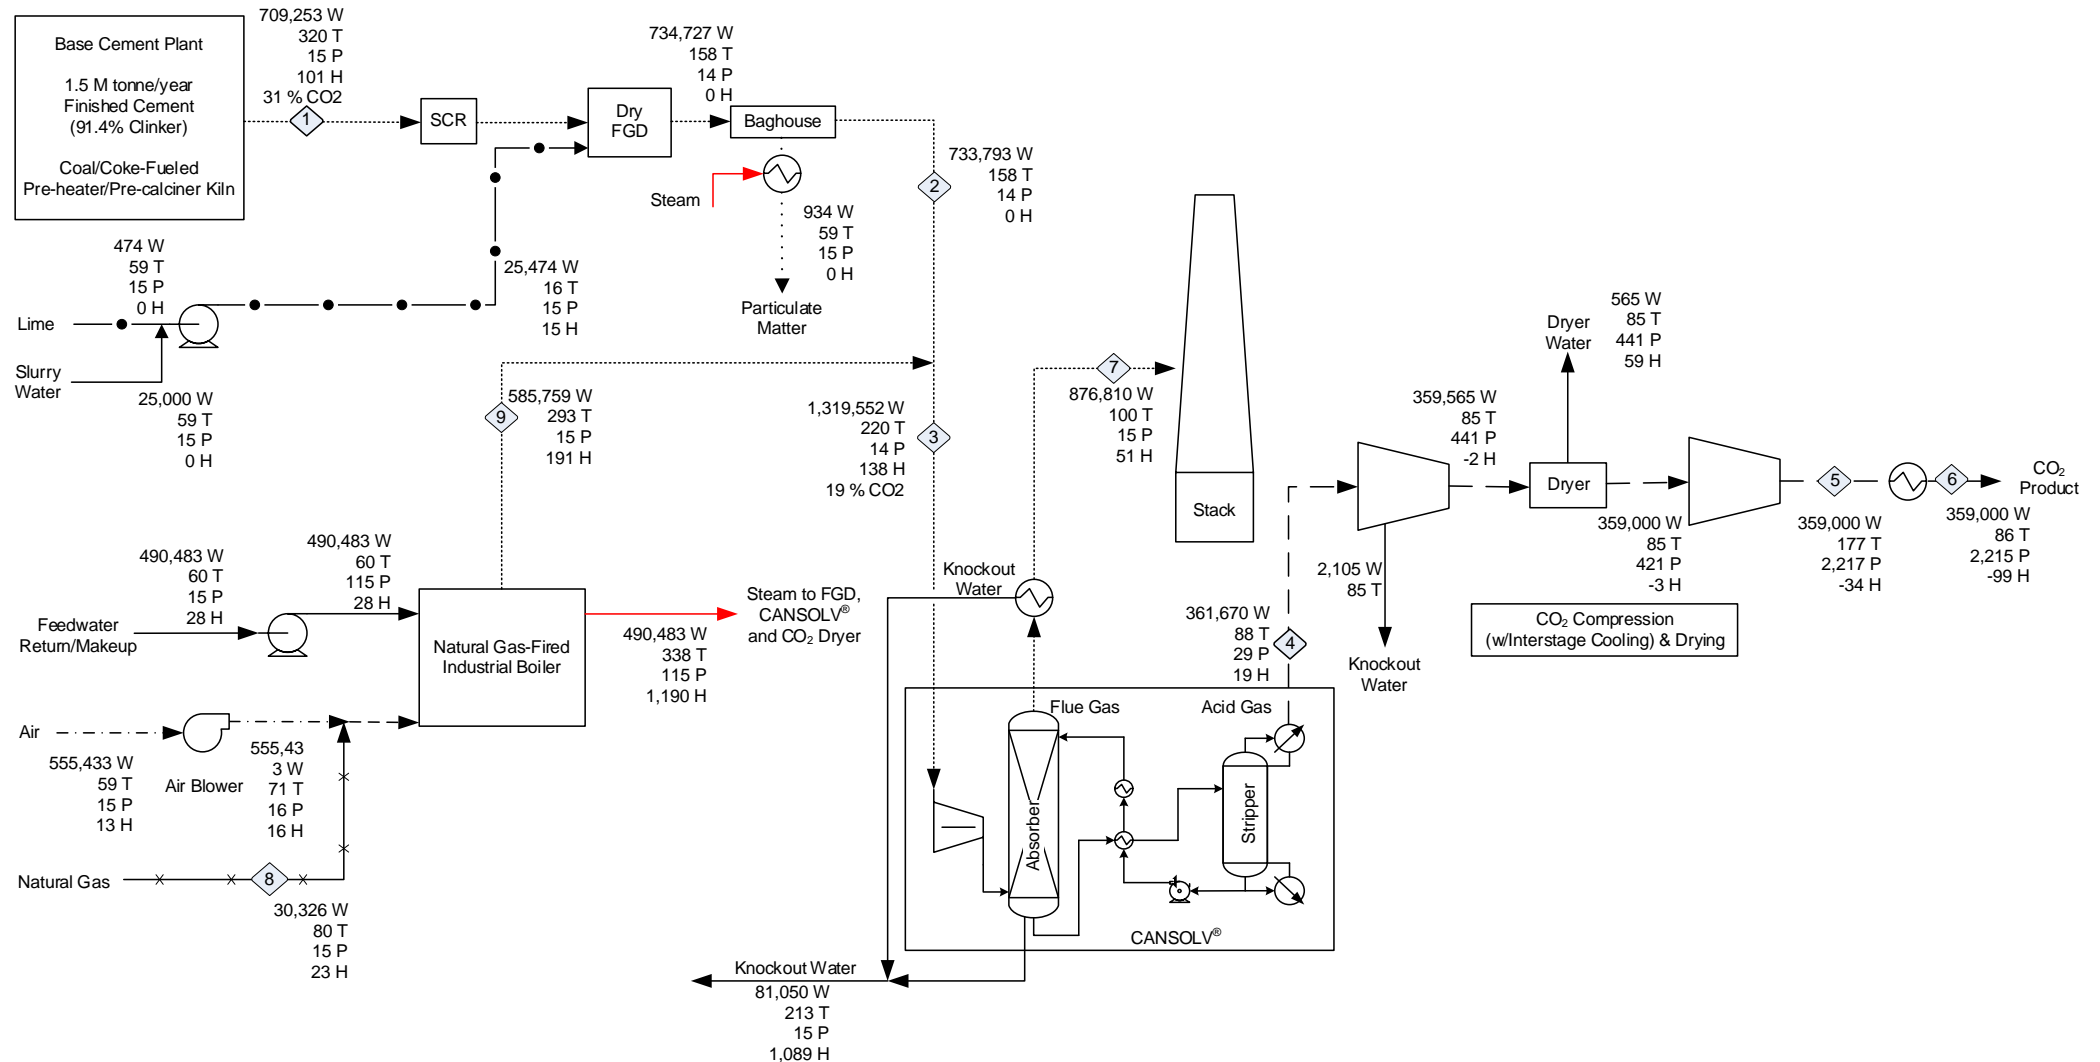 Base Cement Plant
1.5 M tonne/year
Finished Cement
(91.4% Clinker)
Coal/Coke-Fueled
Pre-heater/Pre-calciner Kiln
709,253 W
320 T
15 P
101 H
31 % CO2
1
SCR
Dry
FGD
734,727 W
158 T
14 P
0 H
Baghouse
Steam
934 W
59 T
15 P
0 H
Particulate
Matter
2
733,793 W
158 T
14 P
0 H
474 W
59 T
15 P
0 H
Lime
Slurry
Water
25,000 W
59 T
15 P
0 H
25,474 W
16 T
15 P
15 H
9
585,759 W
293 T
15 P
191 H
1,319,552 W
220 T
14 P
138 H
19 % CO2
3
7
876,810 W
100 T
15 P
51 H
Stack
565 W
85 T
441 P
59 H
Dryer
Water
359,565 W
85 T
441 P
-2 H
Dryer
359,000 W
85 T
421 P
-3 H
5
359,000 W
177 T
2,217 P
-34 H
6
359,000 W
86 T
2,215 P
-99 H
CO2
Product
2,105 W
85 T
Knockout
Water
CO2 Compression
(w/Interstage Cooling) & Drying
490,483 W
60 T
15 P
28 H
Feedwater
Return/Makeup
490,483 W
60 T
115 P
28 H
Natural Gas-Fired
Industrial Boiler
490,483 W
338 T
115 P
1,190 H
Steam to FGD,
CANSOLV®
and CO2 Dryer
Knockout
Water
361,670 W
88 T
29 P
19 H
4
Air
555,433 W
59 T
15 P
13 H
Air Blower
555,43
3 W
71 T
16 P
16 H
Natural Gas
8
30,326 W
80 T
15 P
23 H
Flue Gas
Acid Gas
Absorber
Stripper
CANSOLV®
Knockout Water
81,050 W
213 T
15 P
1,089 H